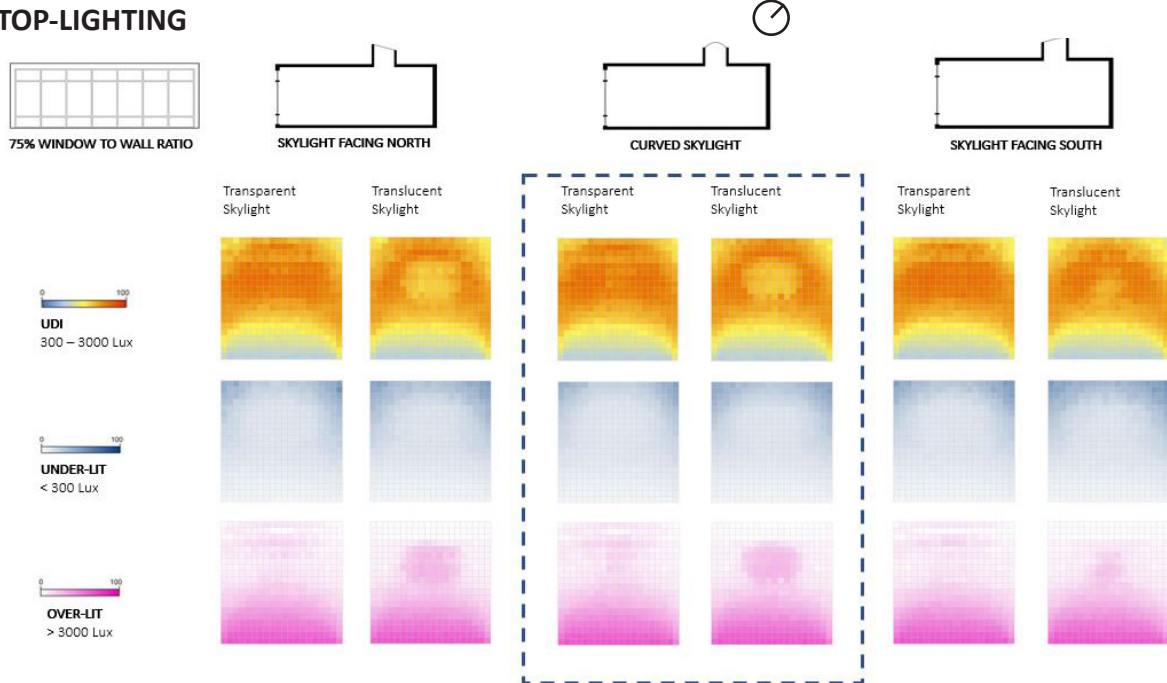 TOP-LIGHTING
75% WINDOW TO WALL RATIO
SKYLIGHT FACING NORTH
CURVED SKYLIGHT
SKYLIGHT FACING SOUTH
Transparent
Skylight
Translucent
Skylight
Transparent
Skylight
Translucent
Skylight
Transparent
Skylight
Translucent
Skylight
0 100
UDI
300 – 3000 Lux
0 100
UNDER-LIT
< 300 Lux
0 100
OVER-LIT
> 3000 Lux